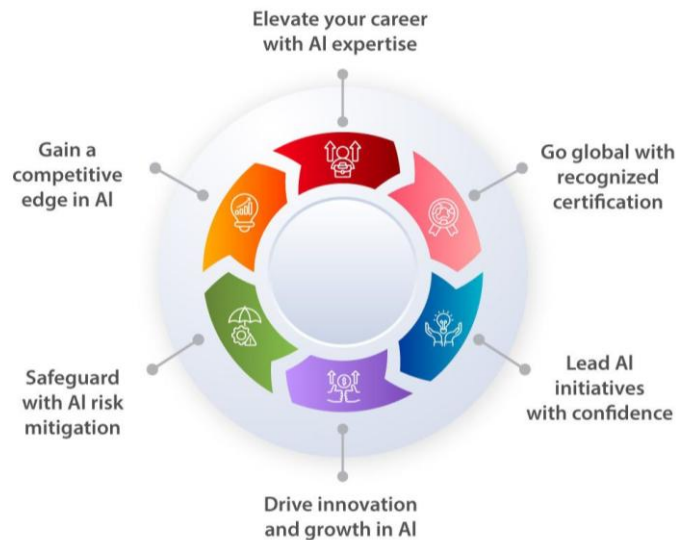 Elevate your career
with AI expertise
Go global with
recognized
certification
Lead AI
initiatives
with confidence
Drive innovation
and growth in AI
Safeguard
with AI risk
mitigation
Gain a
competitive
edge in AI